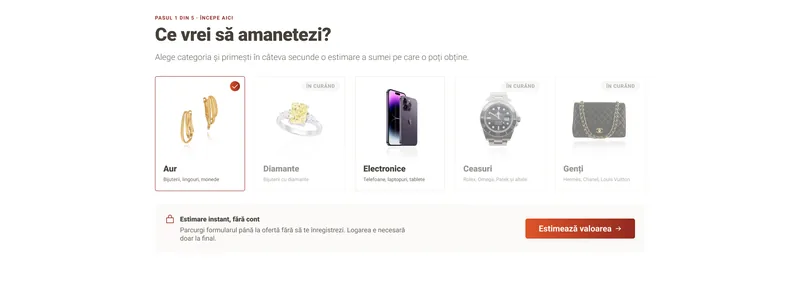 PASUL 1 DIN 5 · ÎNCEPE AICI
Ce vrei să amanetezi?
Alege categoria și primești în câteva secunde o estimare a sumei pe care o poți obține.
ÎN CURÂND
ÎN CURÂND
ÎN CURÂND
Aur
Bijuterii, lingouri, monede
Diamante
Bijuterii cu diamante
Electronice
Telefoane, laptopuri, tablete
Ceasuri
Rolex, Omega, Patek și altele
Genți
Hermès, Chanel, Louis Vuitton
Estimare instant, fără cont
Parcurgi formularul până la ofertă fără să te înregistrezi. Logarea e necesară
doar la final.
Estimează valoarea →